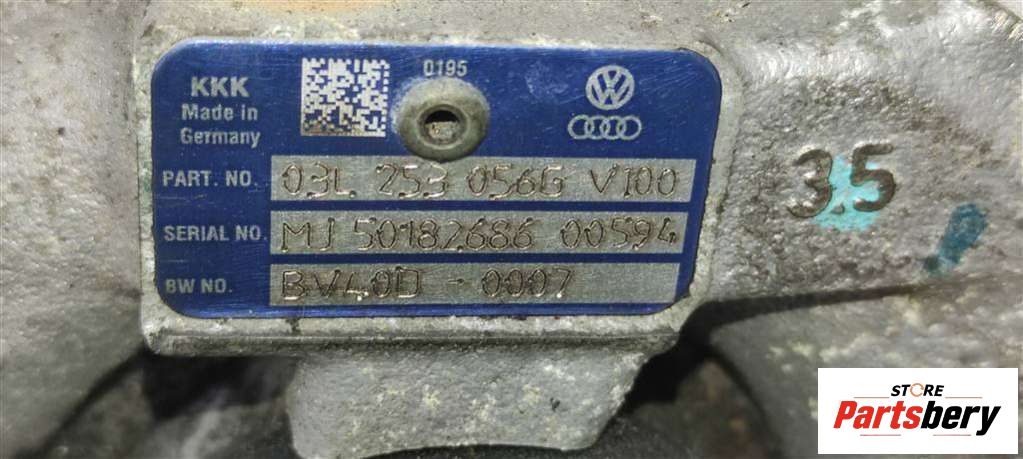 KKK
Made in
Germany
0195
PART. NO. 03L 253 056G V100
SERIAL NO. MJ 50182686 00594
BW NO. BV40D - 0007
3.5
STORE
Partsbery